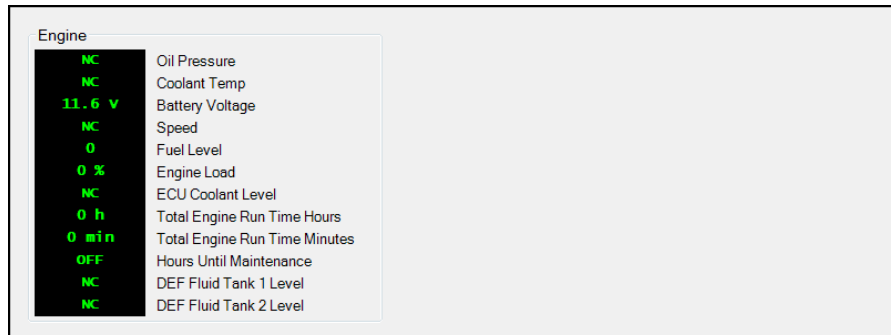 Engine
NC Oil Pressure
NC Coolant Temp
11.6 V Battery Voltage
NC Speed
0 Fuel Level
0 % Engine Load
NC ECU Coolant Level
0 h Total Engine Run Time Hours
0 min Total Engine Run Time Minutes
OFF Hours Until Maintenance
NC DEF Fluid Tank 1 Level
NC DEF Fluid Tank 2 Level